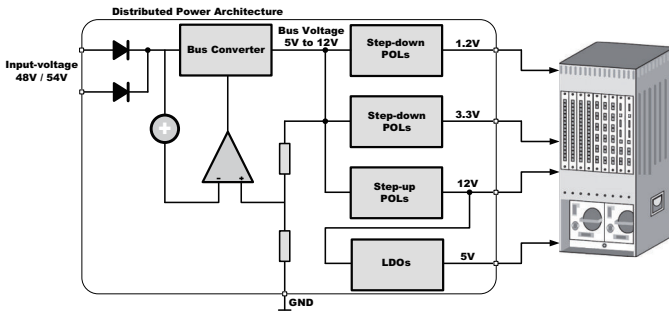 Distributed Power Architecture
Input-voltage
48V / 54V
Bus Converter
Bus Voltage
5V to 12V
Step-down
POLs
1.2V
Step-down
POLs
3.3V
Step-up
POLs
12V
LDOs
5V
+
-
+
GND